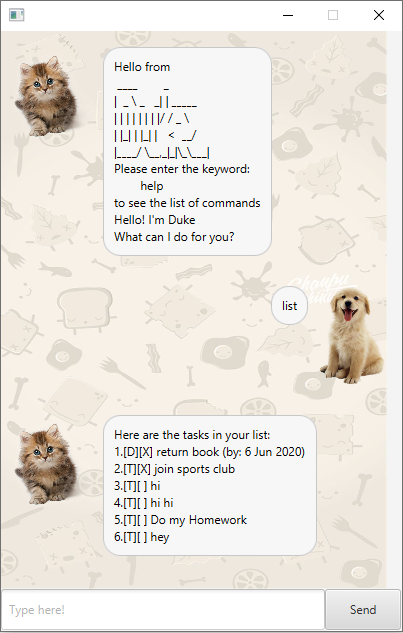 Hello from
 ____        _
|  _ \ _   _| | _____
| | | | | | | |/ / _ \
| |_| | |_| |   <  __/
|____/ \__,_|_|\_\___|
Please enter the keyword:
help
to see the list of commands
Hello! I'm Duke
What can I do for you?
list
Here are the tasks in your list:
1.[D][X] return book (by: 6 Jun 2020)
2.[T][X] join sports club
3.[T][ ] hi
4.[T][ ] hi hi
5.[T][ ] Do my Homework
6.[T][ ] hey
Type here!
Send